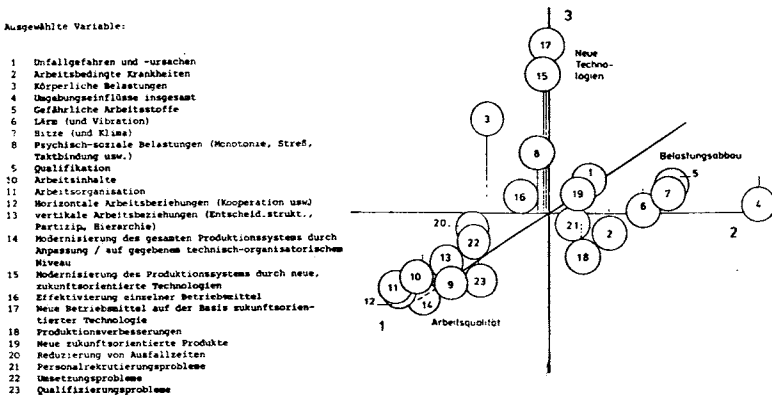 Ausgewählte Variable:
1 Unfallgefahren und -ursachen
2 Arbeitsbedingte Krankheiten
3 Körperliche Belastungen
4 Umgebungseinflüsse insgesamt
5 Gefährliche Arbeitsstoffe
6 Lärm (und Vibration)
7 Hitze (und Klima)
8 Psychisch-soziale Belastungen (Monotonie, Streß,
Taktbindung usw.)
5 Qualifikation
10 Arbeitsinhalte
11 Arbeitsorganisation
12 Horizontale Arbeitsbeziehungen (Kooperation usw)
13 vertikale Arbeitsbeziehungen (Entscheid.strukt.,
Partizip, Hierarchie)
14 Modernisierung des gesamten Produktionssystems durch
Anpassung / auf gegebenem technisch-organisatorischem
Niveau
15 Modernisierung des Produktionssystems durch neue,
zukunftsorientierte Technologien
16 Effektivierung einzelner Betriebsmittel
17 Neue Betriebsmittel auf der Basis zukunftsorien-
tierter Technologie
18 Produktionsverbesserungen
19 Neue zukunftsorientierte Produkte
20 Reduzierung von Ausfallzeiten
21 Personalrekrutierungsprobleme
22 Umsetzungsprobleme
23 Qualifizierungsprobleme
3
17
Neue
Techno-
logien
15
3
8
Belastungsabbau
1
5
19
7
16
6
4
20.
21
2
2
22
18
13
10
9
23
11
12
14
1
Arbeitsqualität